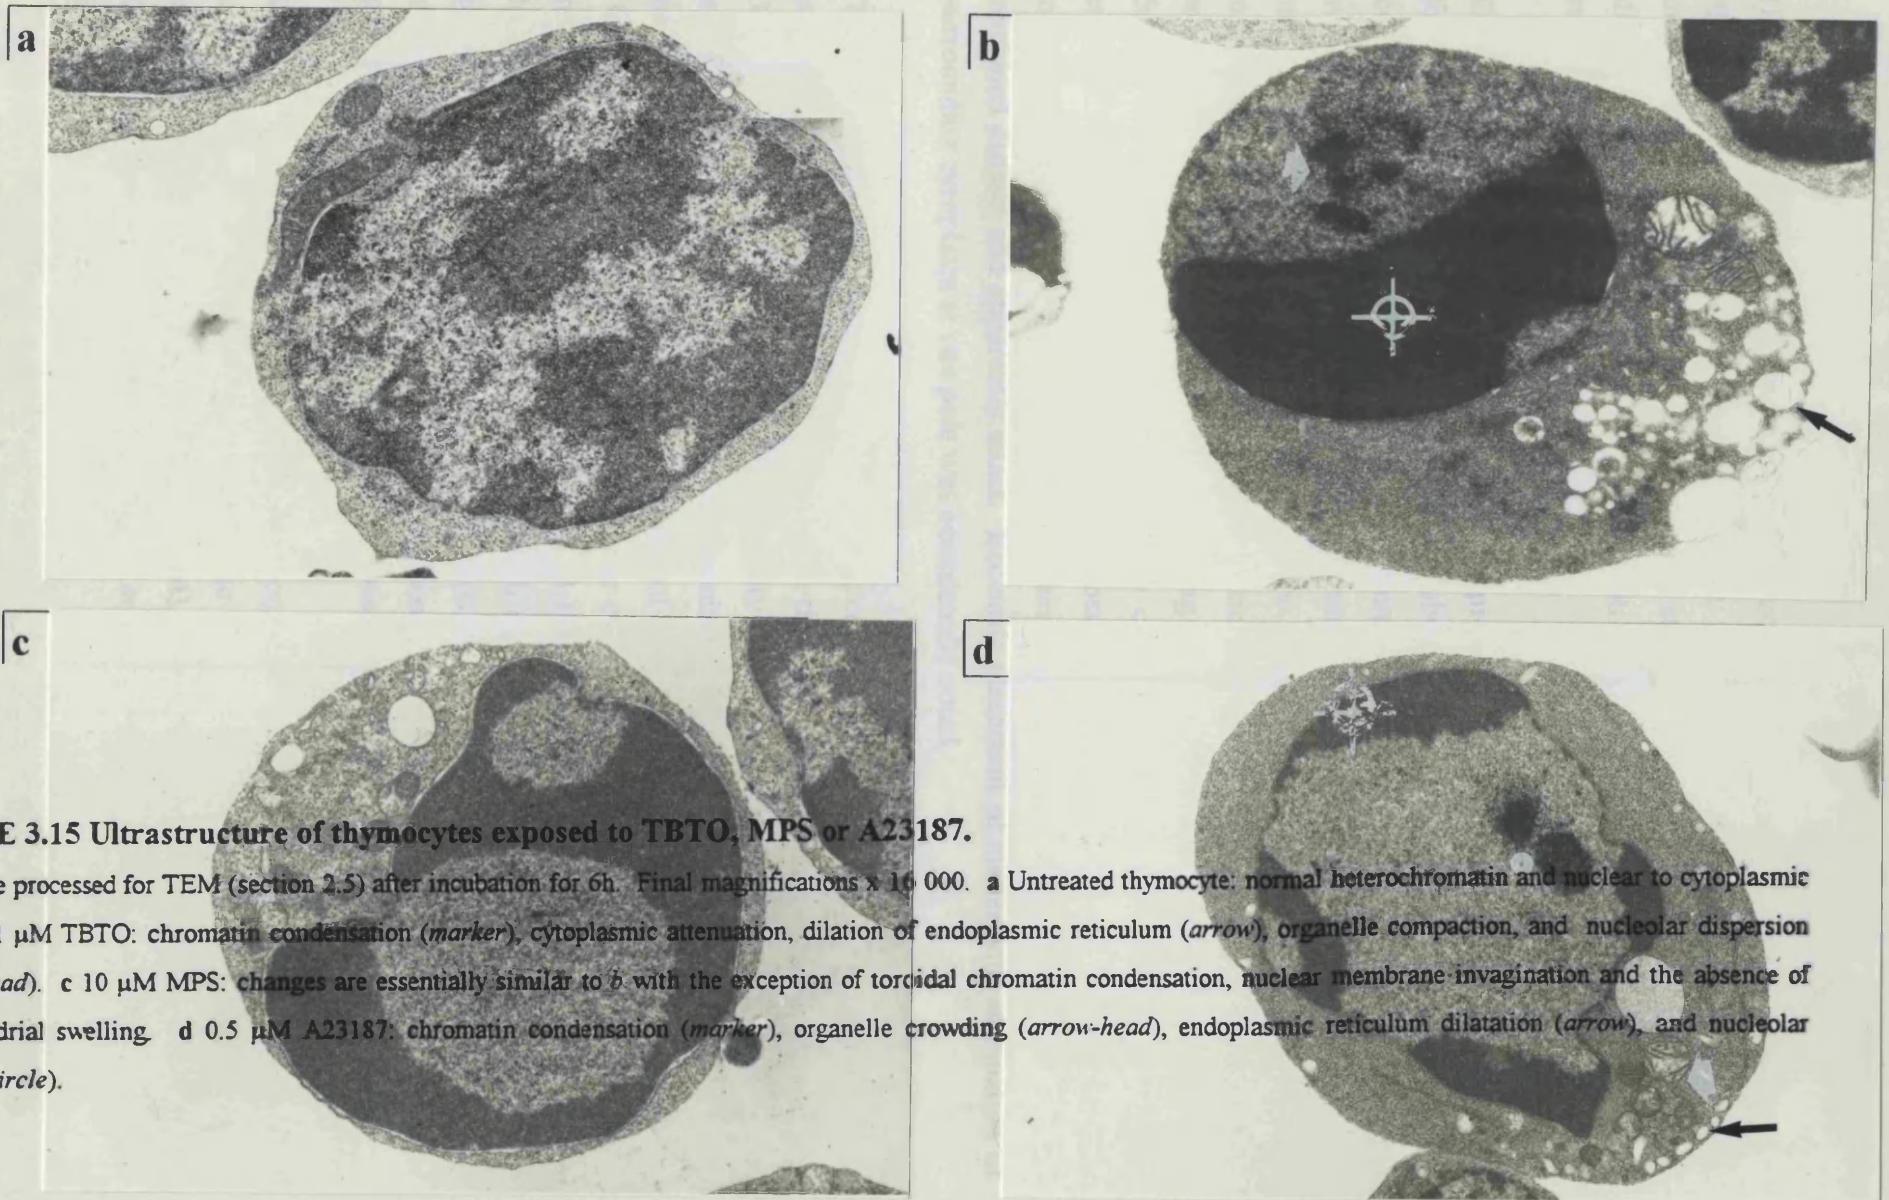 a
b
c
d
E 3.15 Ultrastructure of thymocytes exposed to TBTO, MPS or A23187.
e processed for TEM (section 2.5) after incubation for 6h. Final magnifications x 16 000. a Untreated thymocyte: normal heterochromatin and nuclear to cytoplasmic
µM TBTO: chromatin condensation (marker), cytoplasmic attenuation, dilation of endoplasmic reticulum (arrow), organelle compaction, and nucleolar dispersion
ad). c 10 µM MPS: changes are essentially similar to b with the exception of toroidal chromatin condensation, nuclear membrane invagination and the absence of
drial swelling. d 0.5 µM A23187: chromatin condensation (marker), organelle crowding (arrow-head), endoplasmic reticulum dilatation (arrow), and nucleolar
ircle).